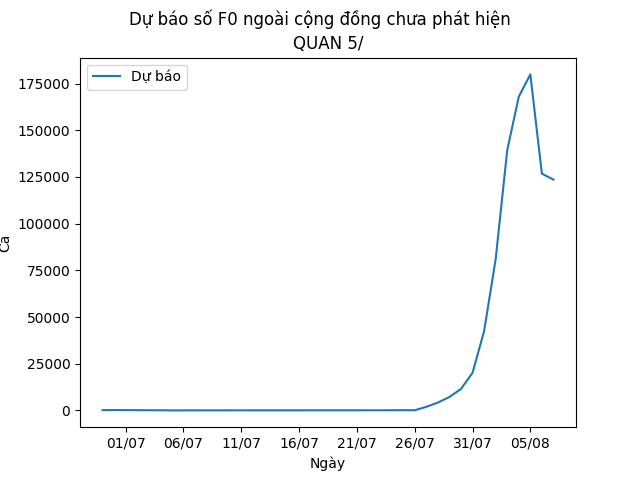 Dự báo số F0 ngoài cộng đồng chưa phát hiện
QUAN 5/
Dự báo
175000
150000
125000
100000
75000
50000
25000
0
Ca
01/07 06/07 11/07 16/07 21/07 26/07 31/07 05/08
Ngày